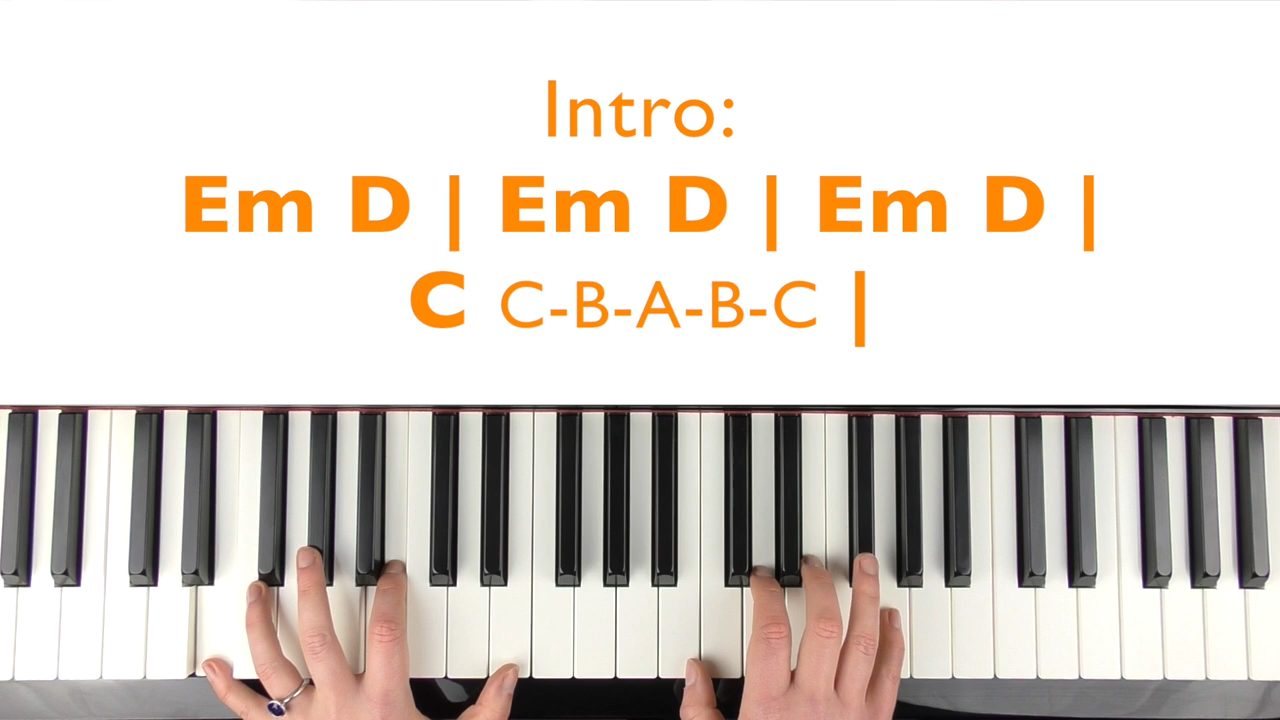 Intro:
Em D | Em D | Em D |
C C-B-A-B-C |